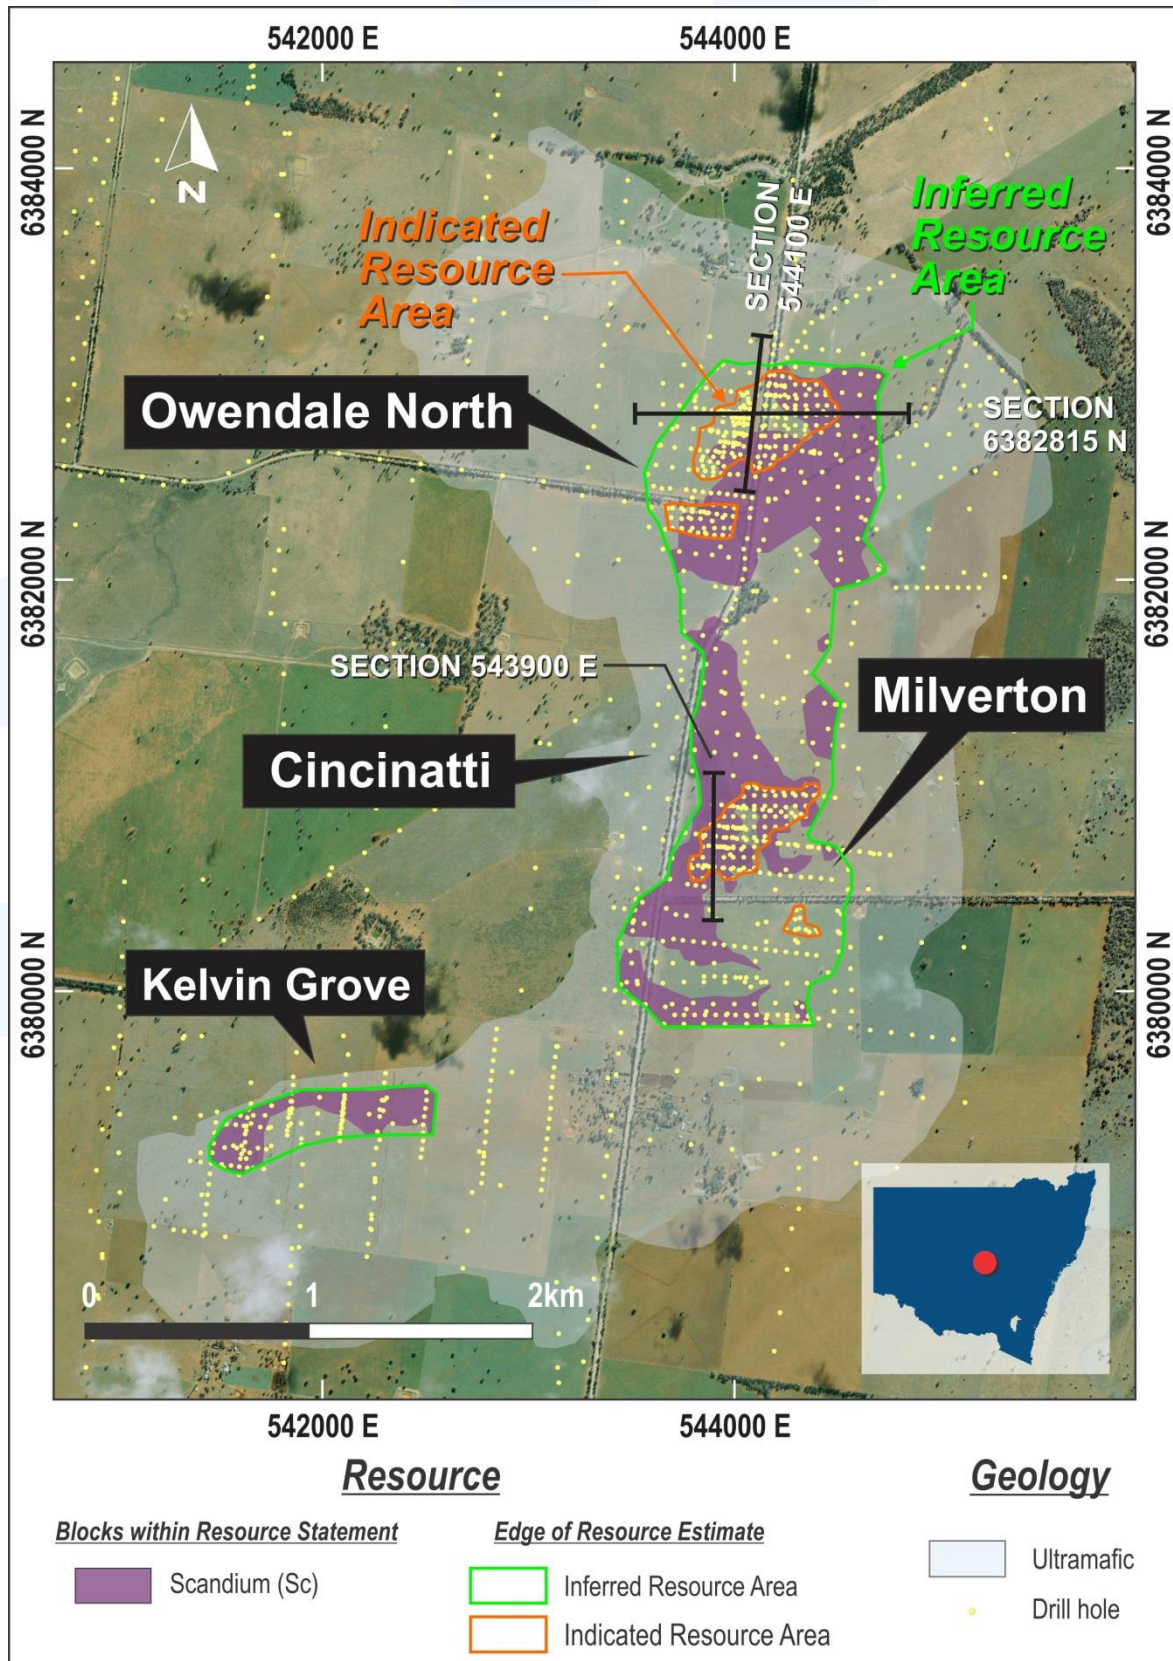 542000 E
544000 E
6384000 N
6384000 N
Indicated
Resource
Area
SECTION
544100 E
Inferred
Resource
Area
N
Owendale North
SECTION
6382815 N
6382000 N
6382000 N
SECTION 543900 E
Milverton
Cincinatti
Kelvin Grove
6380000 N
6380000 N
0 1 2km
542000 E
544000 E
Resource
Geology
Blocks within Resource Statement
Edge of Resource Estimate
Scandium (Sc)
Inferred Resource Area
Indicated Resource Area
Ultramafic
Drill hole